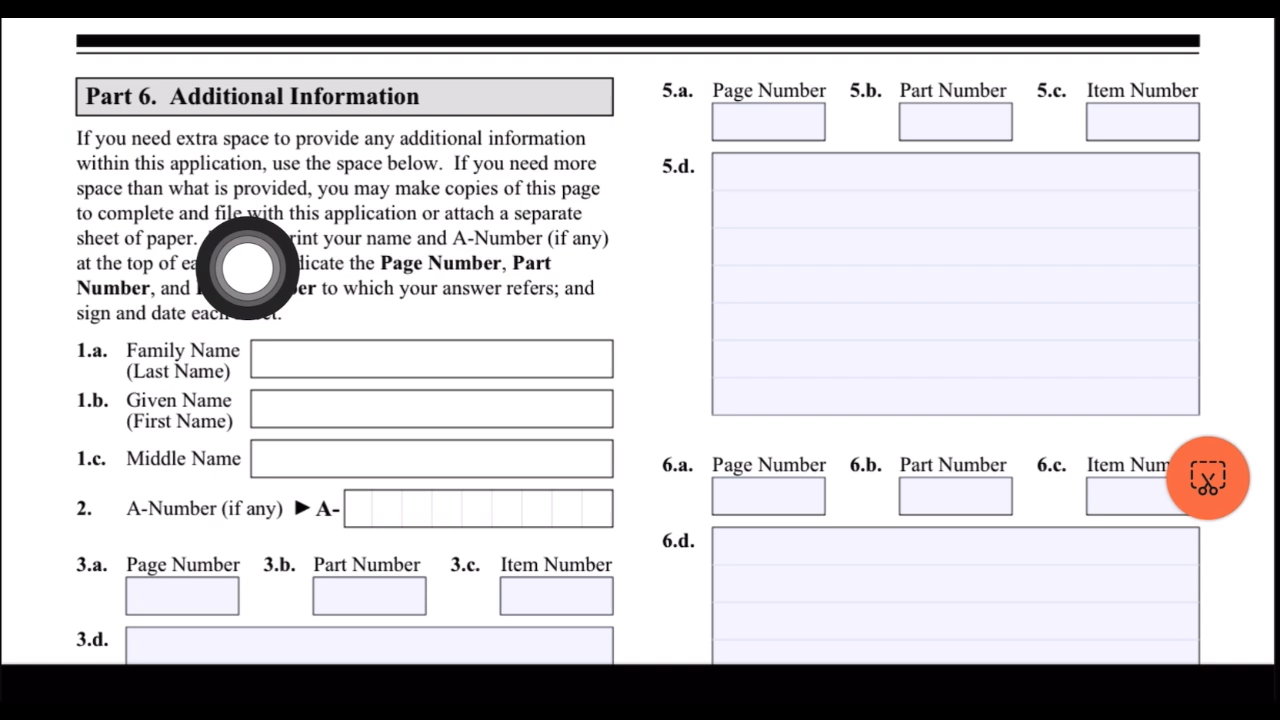 Part 6. Additional Information
If you need extra space to provide any additional information
within this application, use the space below. If you need more
space than what is provided, you may make copies of this page
to complete and file with this application or attach a separate
sheet of paper. your name and A-Number (if any)
at the top of the Page Number, Part
Number, and to which your answer refers; and
sign and date each
1.a. Family Name
(Last Name)
1.b. Given Name
(First Name)
1.c. Middle Name
2. A-Number (if any) ► A-
3.a. Page Number 3.b. Part Number 3.c. Item Number
3.d.
5.a. Page Number 5.b. Part Number 5.c. Item Number
5.d.
6.a. Page Number 6.b. Part Number 6.c. Item
6.d.